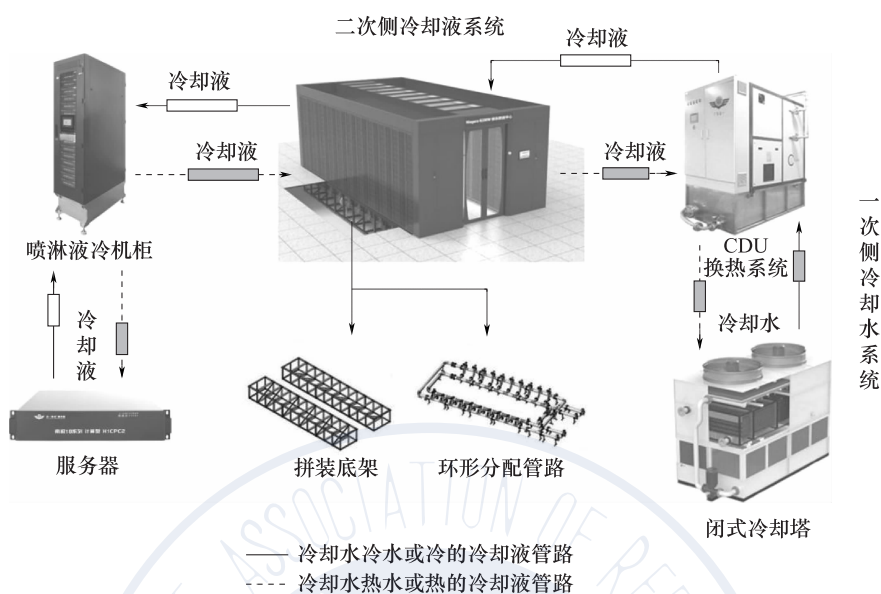 二次侧冷却液系统
冷却液
冷却液
冷却液
冷却液
喷淋液冷机柜
CDU
换热系统
冷却液
冷却水
一次侧冷却水系统
服务器
拼装底架
环形分配管路
闭式冷却塔
冷却水冷水或冷的冷却液管路
冷却水热水或热的冷却液管路
ASSOCIATION OF RE